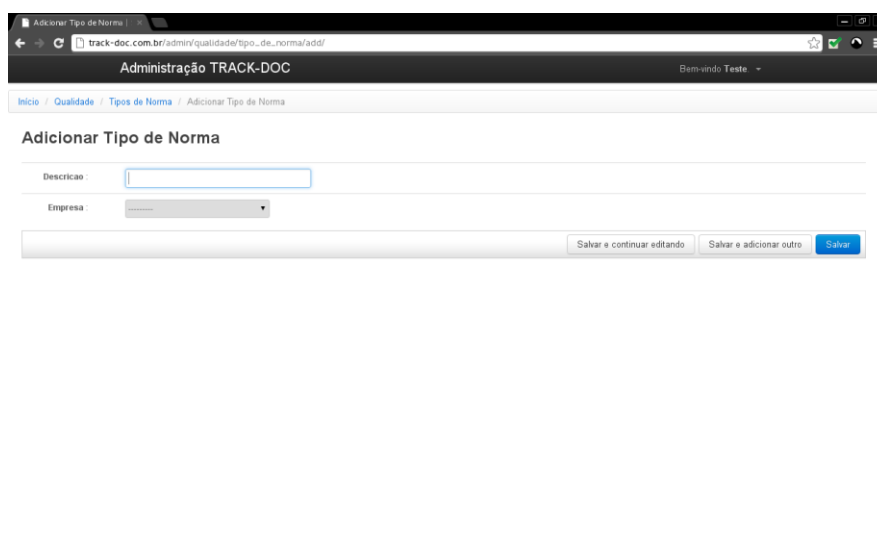 Adicionar Tipo de Norma |
track-doc.com.br/admin/qualidade/tipo_de_norma/add/
Administração TRACK-DOC
Bem-vindo Teste.
Início / Qualidade / Tipos de Norma / Adicionar Tipo de Norma
Adicionar Tipo de Norma
Descricao :
Empresa : ---------
Salvar e continuar editando Salvar e adicionar outro Salvar